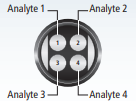 Analyte 1
Analyte 2
1
2
3
4
Analyte 3
Analyte 4